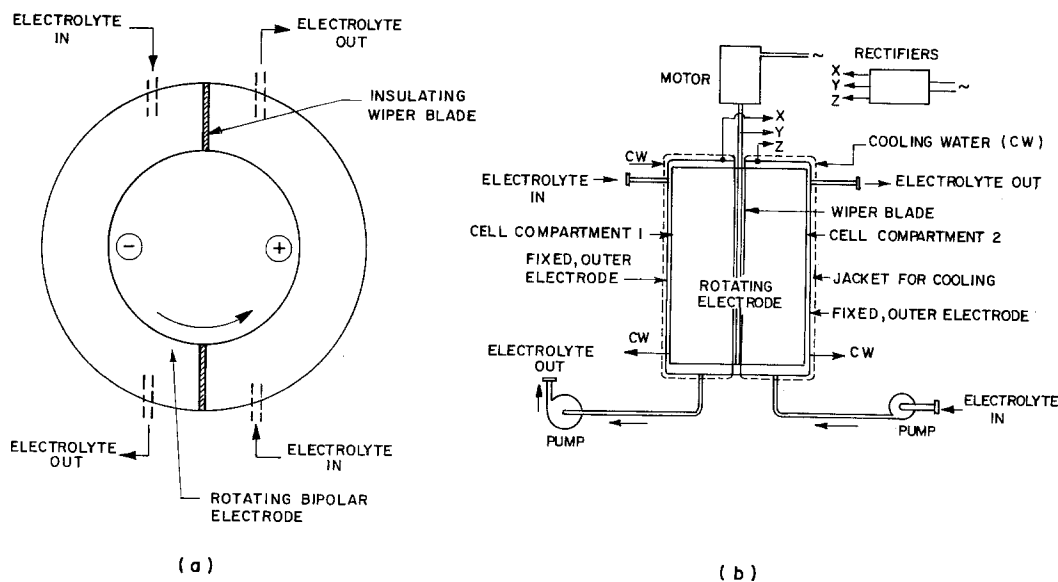 ELECTROLYTE
IN
ELECTROLYTE
OUT
INSULATING
WIPER BLADE
−
+
ELECTROLYTE
OUT
ELECTROLYTE
IN
ROTATING BIPOLAR
ELECTRODE
(a)
MOTOR
~
RECTIFIERS
X
Y
Z
~
X
Y
Z
CW
COOLING WATER (CW)
ELECTROLYTE
IN
ELECTROLYTE OUT
WIPER BLADE
CELL COMPARTMENT 1
CELL COMPARTMENT 2
FIXED, OUTER
ELECTRODE
ROTATING
ELECTRODE
JACKET FOR COOLING
FIXED, OUTER ELECTRODE
CW
CW
ELECTROLYTE
OUT
PUMP
ELECTROLYTE
IN
PUMP
(b)